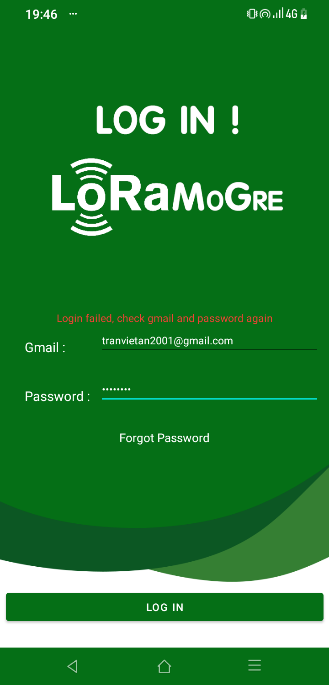 19:46 ... 4G
LOG IN !
LoRaMoGre
Login failed, check gmail and password again
Gmail :
tranvietan2001@gmail.com
Password :
••••••••
Forgot Password
LOG IN